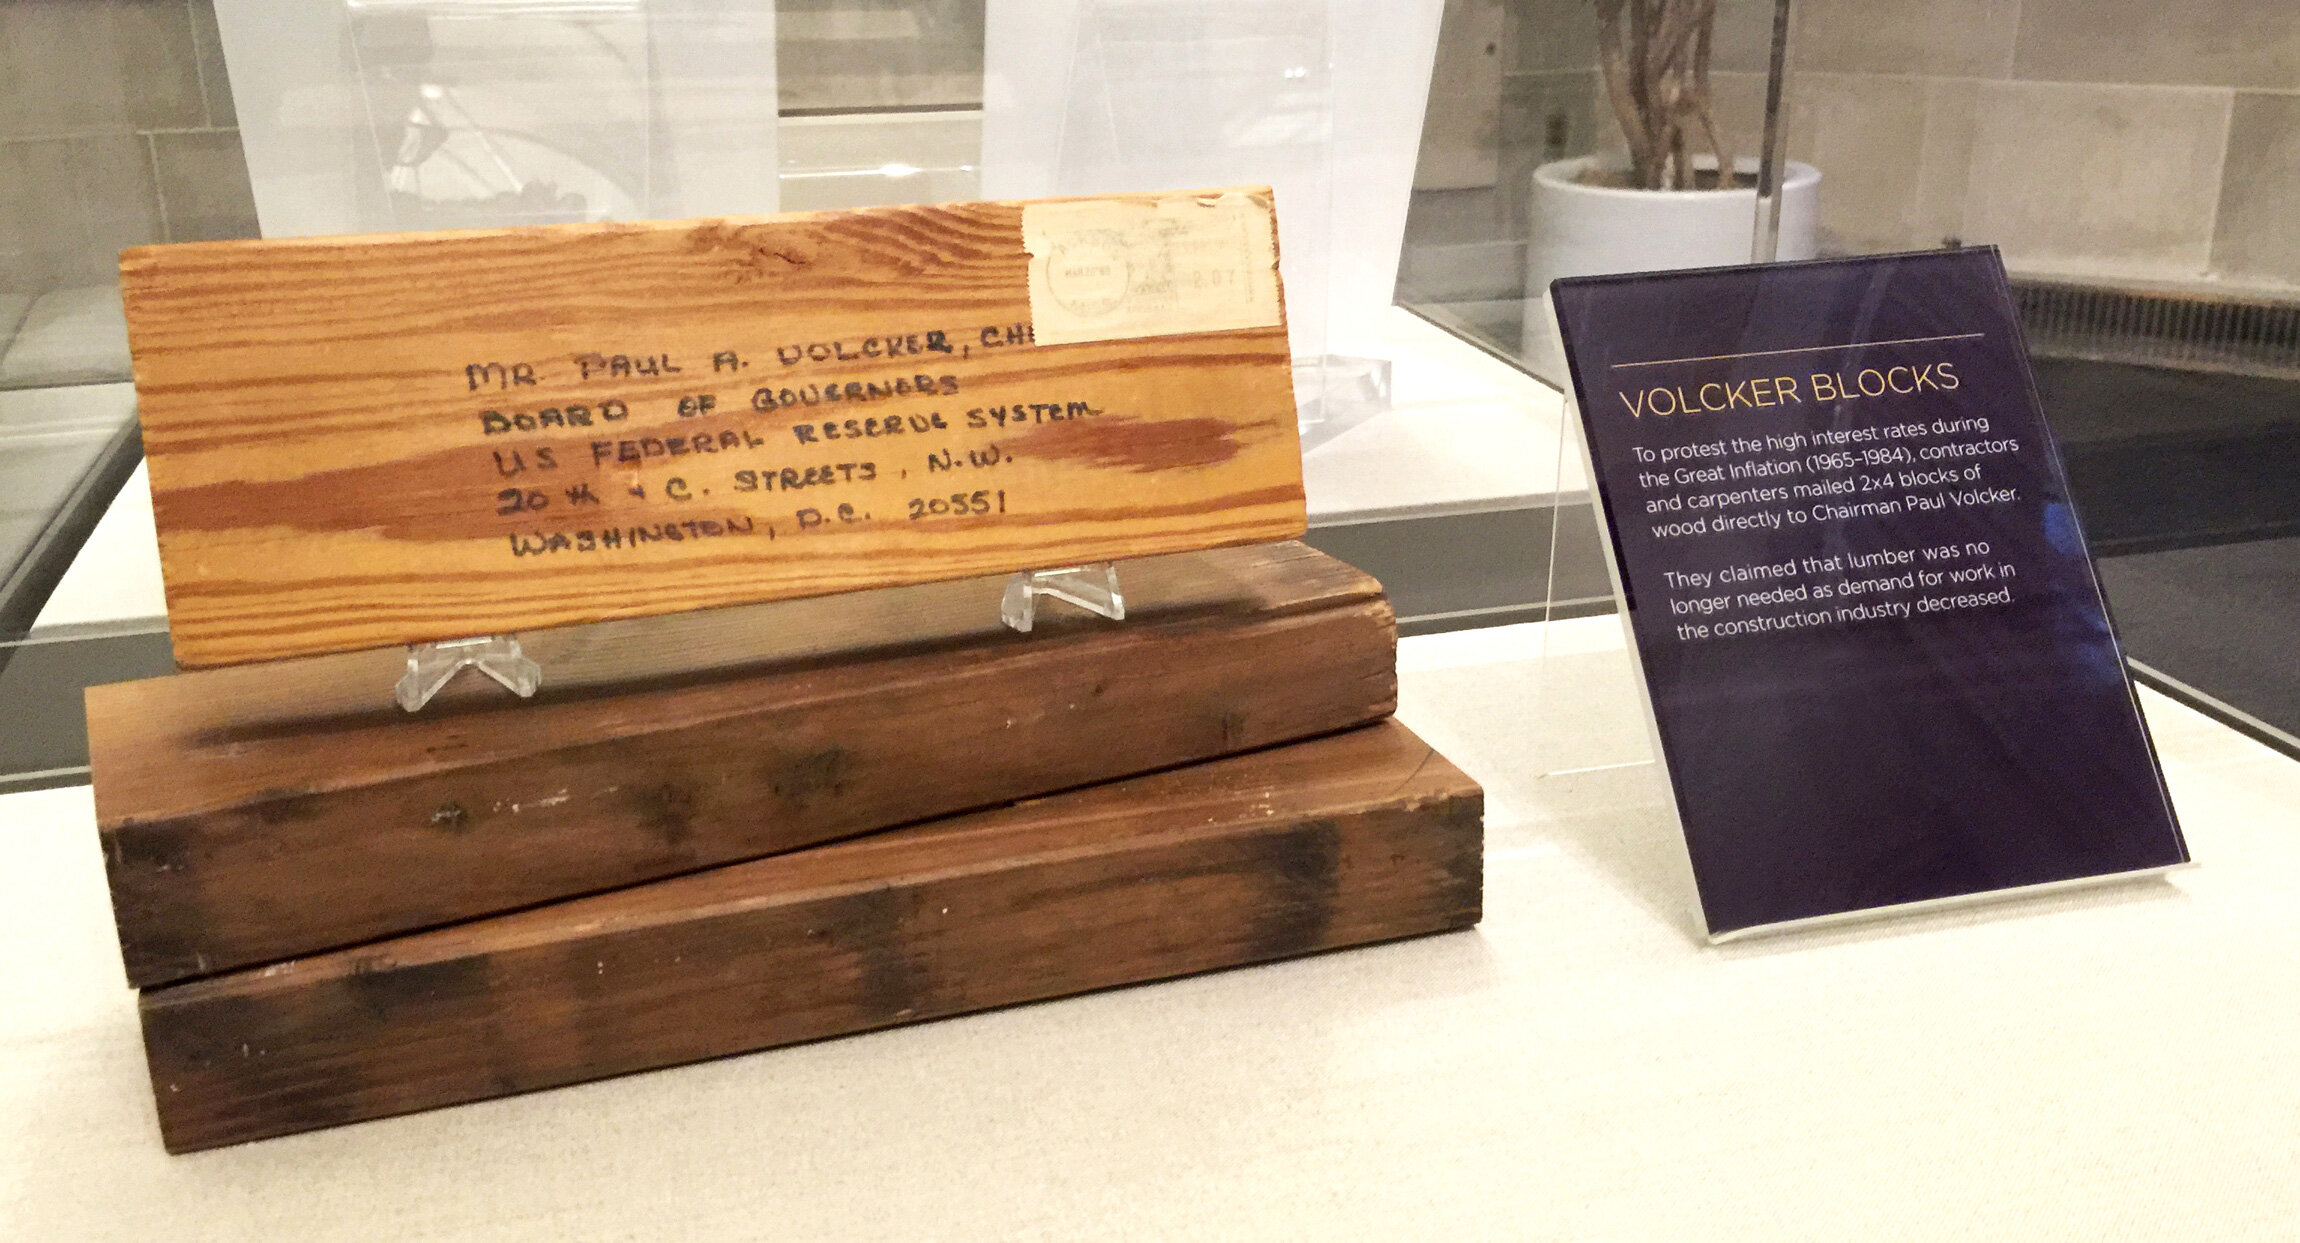 MR PAUL A. VOLCKER, CH
BOARD OF GOVERNORS
US FEDERAL RESERVE SYSTEM
20 th + C. STREETS, N.W.
WASHINGTON, D.C. 20551
2.07
VOLCKER BLOCKS
To protest the high interest rates during
the Great Inflation (1965-1984), contractors
and carpenters mailed 2x4 blocks of
wood directly to Chairman Paul Volcker.
They claimed that lumber was no
longer needed as demand for work in
the construction industry decreased.